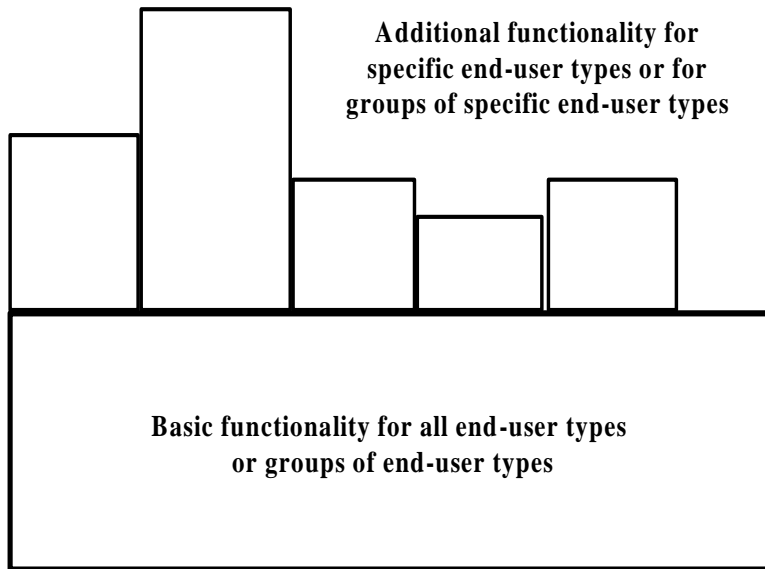 Additional functionality for
specific end-user types or for
groups of specific end-user types
Basic functionality for all end-user types
or groups of end-user types